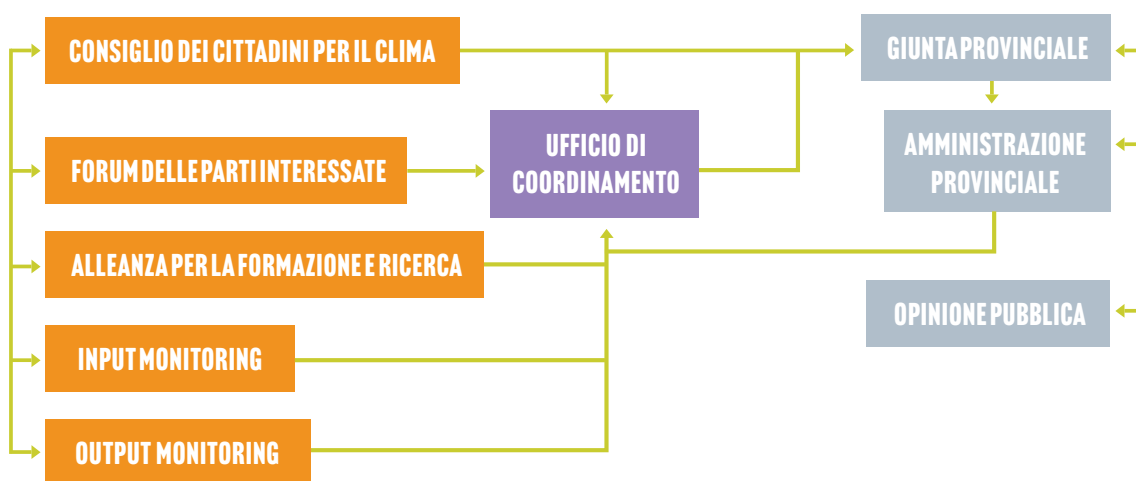 CONSIGLIO DEI CITTADINI PER IL CLIMA
FORUM DELLE PARTI INTERESSATE
ALLEANZA PER LA FORMAZIONE E RICERCA
INPUT MONITORING
OUTPUT MONITORING
UFFICIO DI
COORDINAMENTO
GIUNTA PROVINCIALE
AMMINISTRAZIONE
PROVINCIALE
OPINIONE PUBBLICA